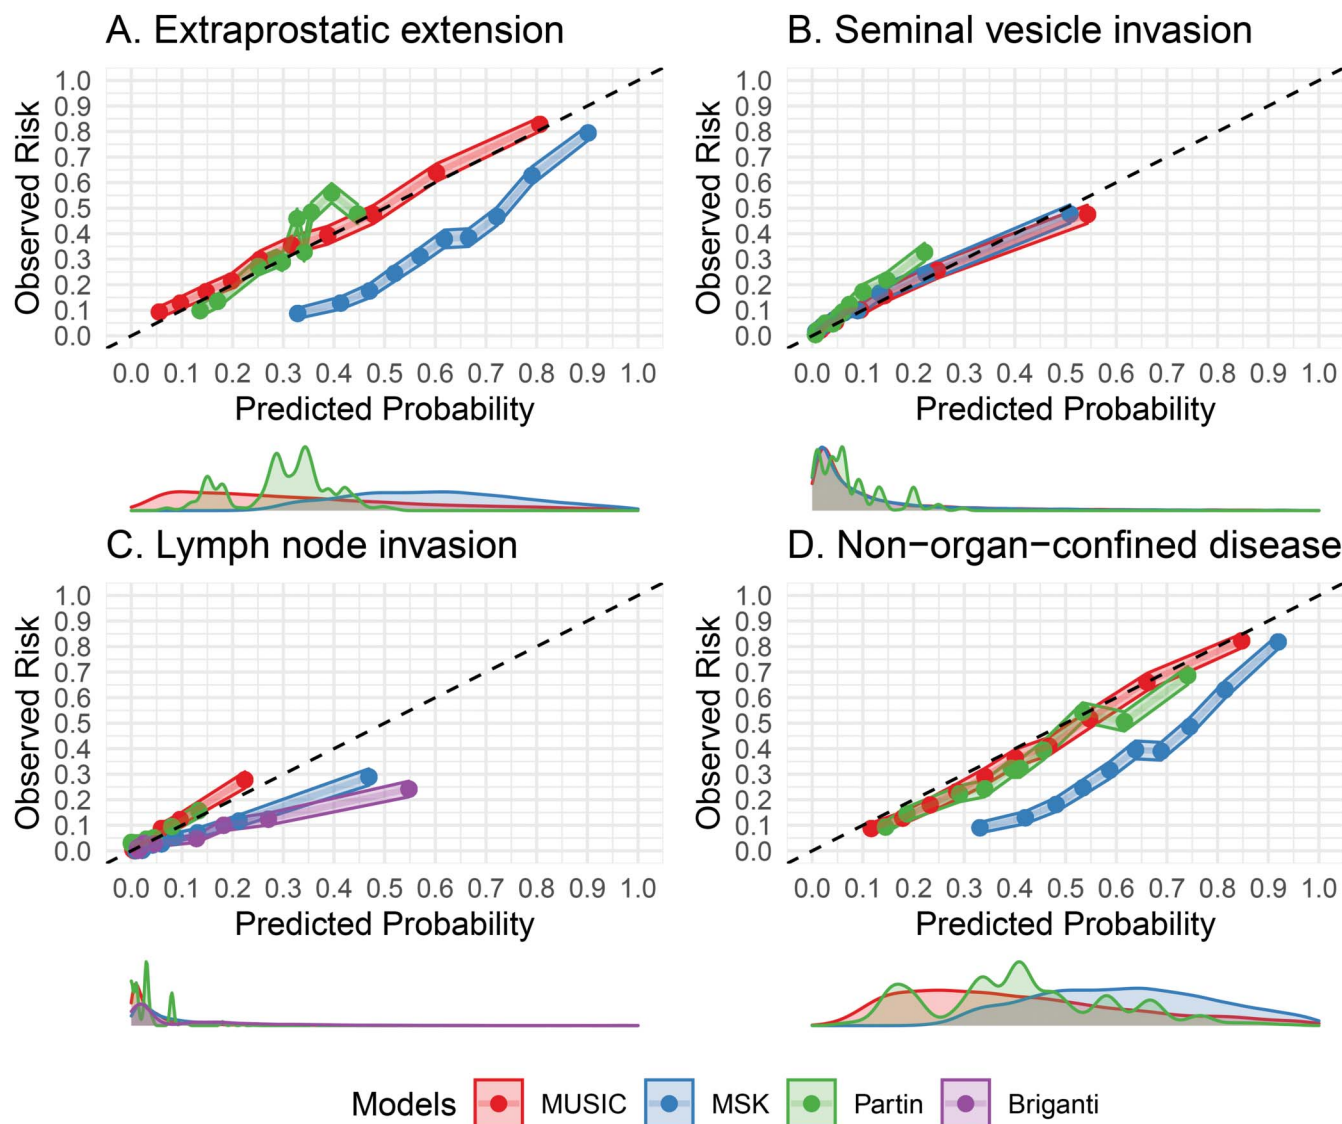 A. Extraprostatic extension
Observed Risk
1.0
0.9
0.8
0.7
0.6
0.5
0.4
0.3
0.2
0.1
0.0
0.0 0.1 0.2 0.3 0.4 0.5 0.6 0.7 0.8 0.9 1.0
Predicted Probability
B. Seminal vesicle invasion
Observed Risk
1.0
0.9
0.8
0.7
0.6
0.5
0.4
0.3
0.2
0.1
0.0
0.0 0.1 0.2 0.3 0.4 0.5 0.6 0.7 0.8 0.9 1.0
Predicted Probability
C. Lymph node invasion
Observed Risk
1.0
0.9
0.8
0.7
0.6
0.5
0.4
0.3
0.2
0.1
0.0
0.0 0.1 0.2 0.3 0.4 0.5 0.6 0.7 0.8 0.9 1.0
Predicted Probability
D. Non−organ−confined disease
Observed Risk
1.0
0.9
0.8
0.7
0.6
0.5
0.4
0.3
0.2
0.1
0.0
0.0 0.1 0.2 0.3 0.4 0.5 0.6 0.7 0.8 0.9 1.0
Predicted Probability
Models MUSIC MSK Partin Briganti